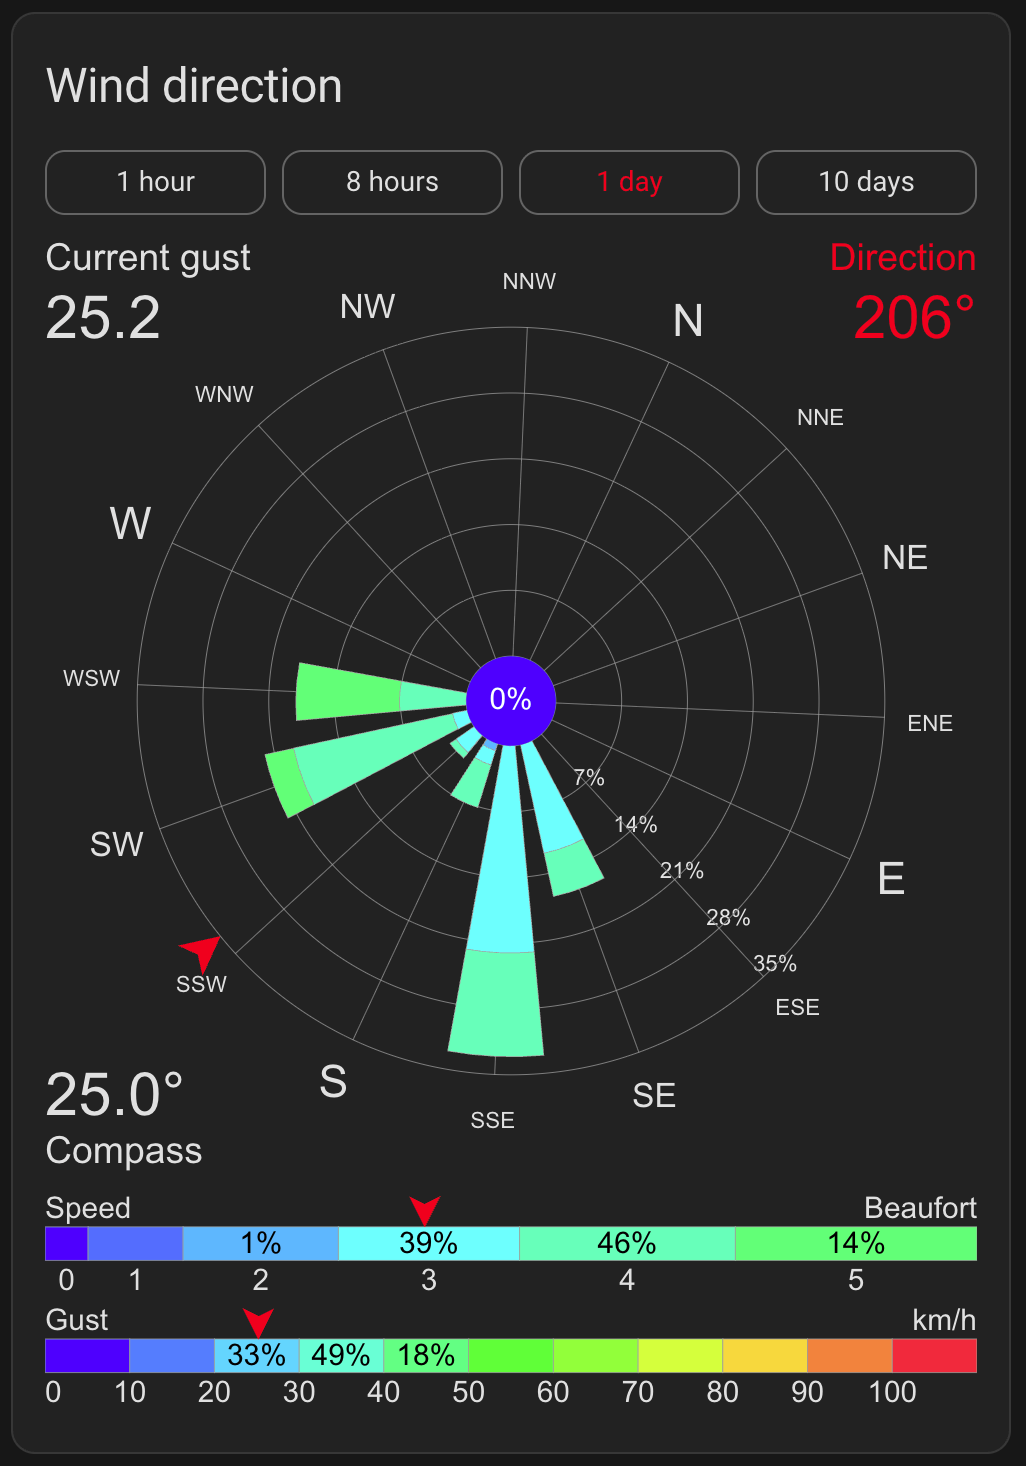 Wind direction
1 hour 8 hours 1 day 10 days
Current gust Direction
25.2 206°
NNW
NW N
WNW NNE
W NE
WSW ENE
0%
7%
14%
SW 21% E
28%
35%
SSW ESE
S SE
SSE
25.0°
Compass
Speed Beaufort
1% 39% 46% 14%
0 1 2 3 4 5
Gust km/h
33% 49% 18%
0 10 20 30 40 50 60 70 80 90 100